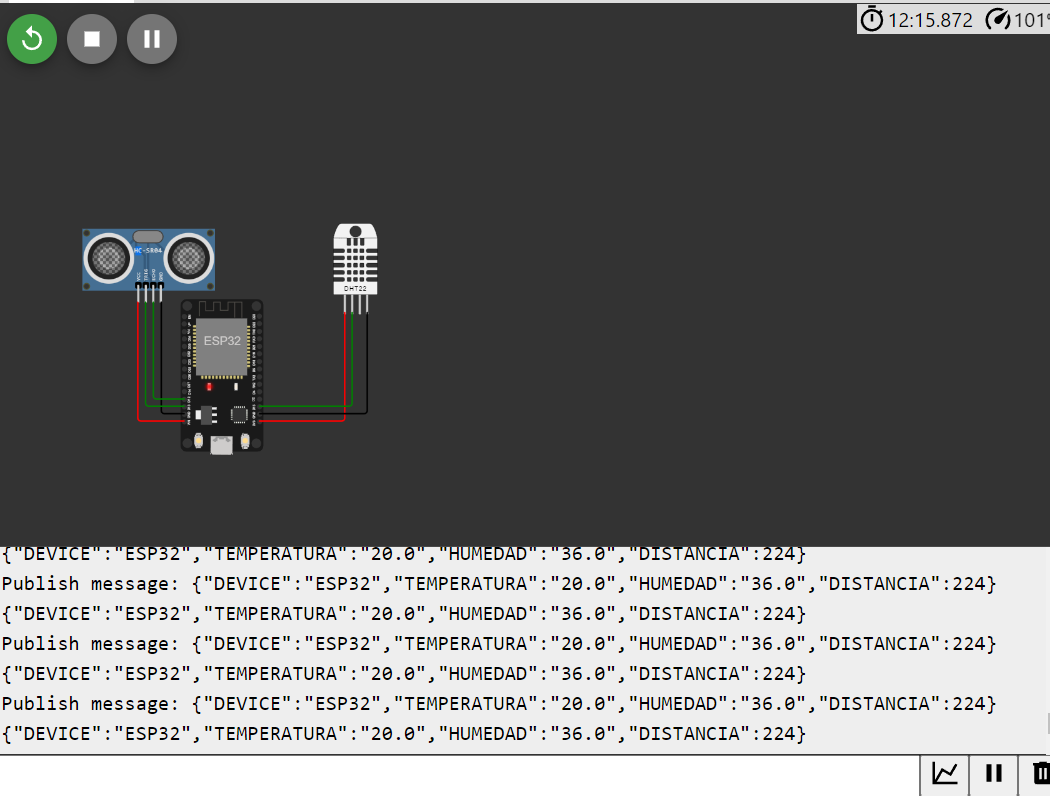 12:15.872 101
HC-SR04
DHT22
ESP32
{"DEVICE":"ESP32","TEMPERATURA":"20.0","HUMEDAD":"36.0","DISTANCIA":224}
Publish message: {"DEVICE":"ESP32","TEMPERATURA":"20.0","HUMEDAD":"36.0","DISTANCIA":224}
{"DEVICE":"ESP32","TEMPERATURA":"20.0","HUMEDAD":"36.0","DISTANCIA":224}
Publish message: {"DEVICE":"ESP32","TEMPERATURA":"20.0","HUMEDAD":"36.0","DISTANCIA":224}
{"DEVICE":"ESP32","TEMPERATURA":"20.0","HUMEDAD":"36.0","DISTANCIA":224}
Publish message: {"DEVICE":"ESP32","TEMPERATURA":"20.0","HUMEDAD":"36.0","DISTANCIA":224}
{"DEVICE":"ESP32","TEMPERATURA":"20.0","HUMEDAD":"36.0","DISTANCIA":224}